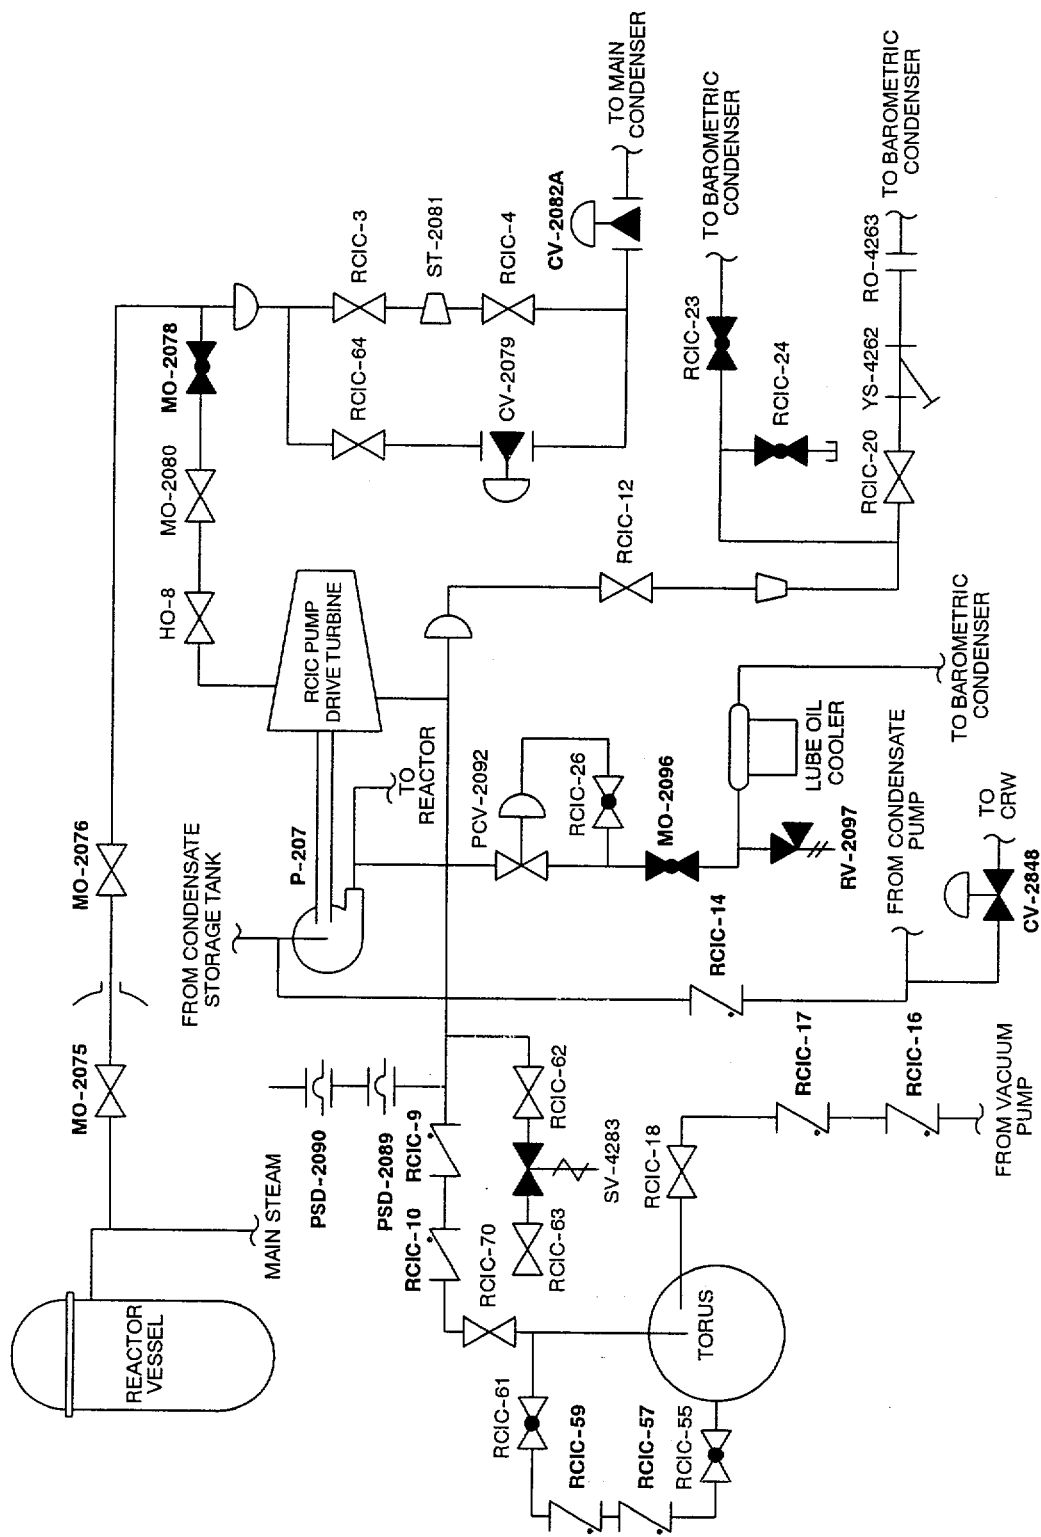 REACTOR
VESSEL
MAIN STEAM
MO-2075
MO-2076
FROM CONDENSATE
STORAGE TANK
P-207
RCIC PUMP
DRIVE TURBINE
HO-8
MO-2080
MO-2078
RCIC-3
ST-2081
RCIC-4
RCIC-64
CV-2079
CV-2082A
TO MAIN
CONDENSER
PSD-2090
PSD-2089
RCIC-9
RCIC-10
RCIC-70
RCIC-62
SV-4283
RCIC-63
RCIC-61
RCIC-59
RCIC-57
RCIC-55
TORUS
RCIC-18
RCIC-17
RCIC-16
FROM VACUUM
PUMP
TO
REACTOR
PCV-2092
RCIC-26
MO-2096
RV-2097
LUBE OIL
COOLER
TO BAROMETRIC
CONDENSER
RCIC-14
FROM CONDENSATE
PUMP
CV-2848
TO
CRW
RCIC-12
RCIC-23
TO BAROMETRIC
CONDENSER
RCIC-24
RCIC-20
YS-4262
RO-4263
TO BAROMETRIC
CONDENSER